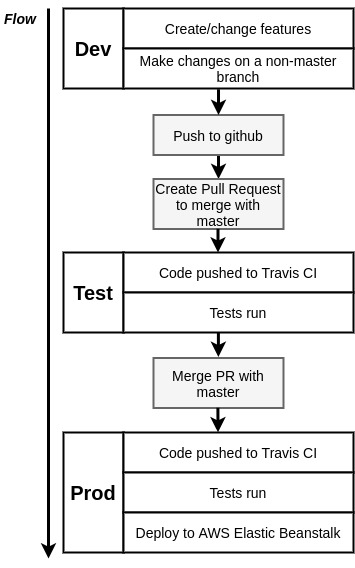 Flow
Dev
Create/change features
Make changes on a non-master
branch
Push to github
Create Pull Request
to merge with
master
Test
Code pushed to Travis CI
Tests run
Merge PR with
master
Prod
Code pushed to Travis CI
Tests run
Deploy to AWS Elastic Beanstalk